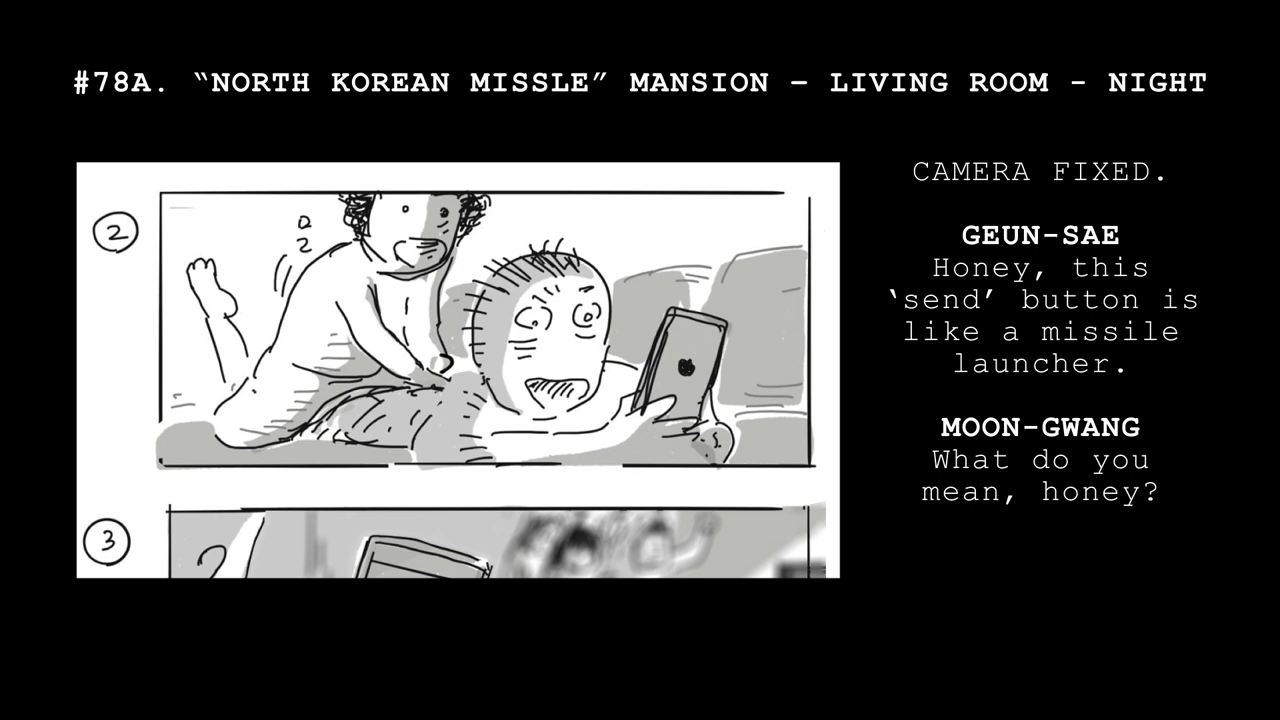 #78A. “NORTH KOREAN MISSLE” MANSION – LIVING ROOM - NIGHT
CAMERA FIXED.
2
GEUN-SAE
Honey, this
‘send’ button is
like a missile
launcher.
MOON-GWANG
What do you
mean, honey?
3